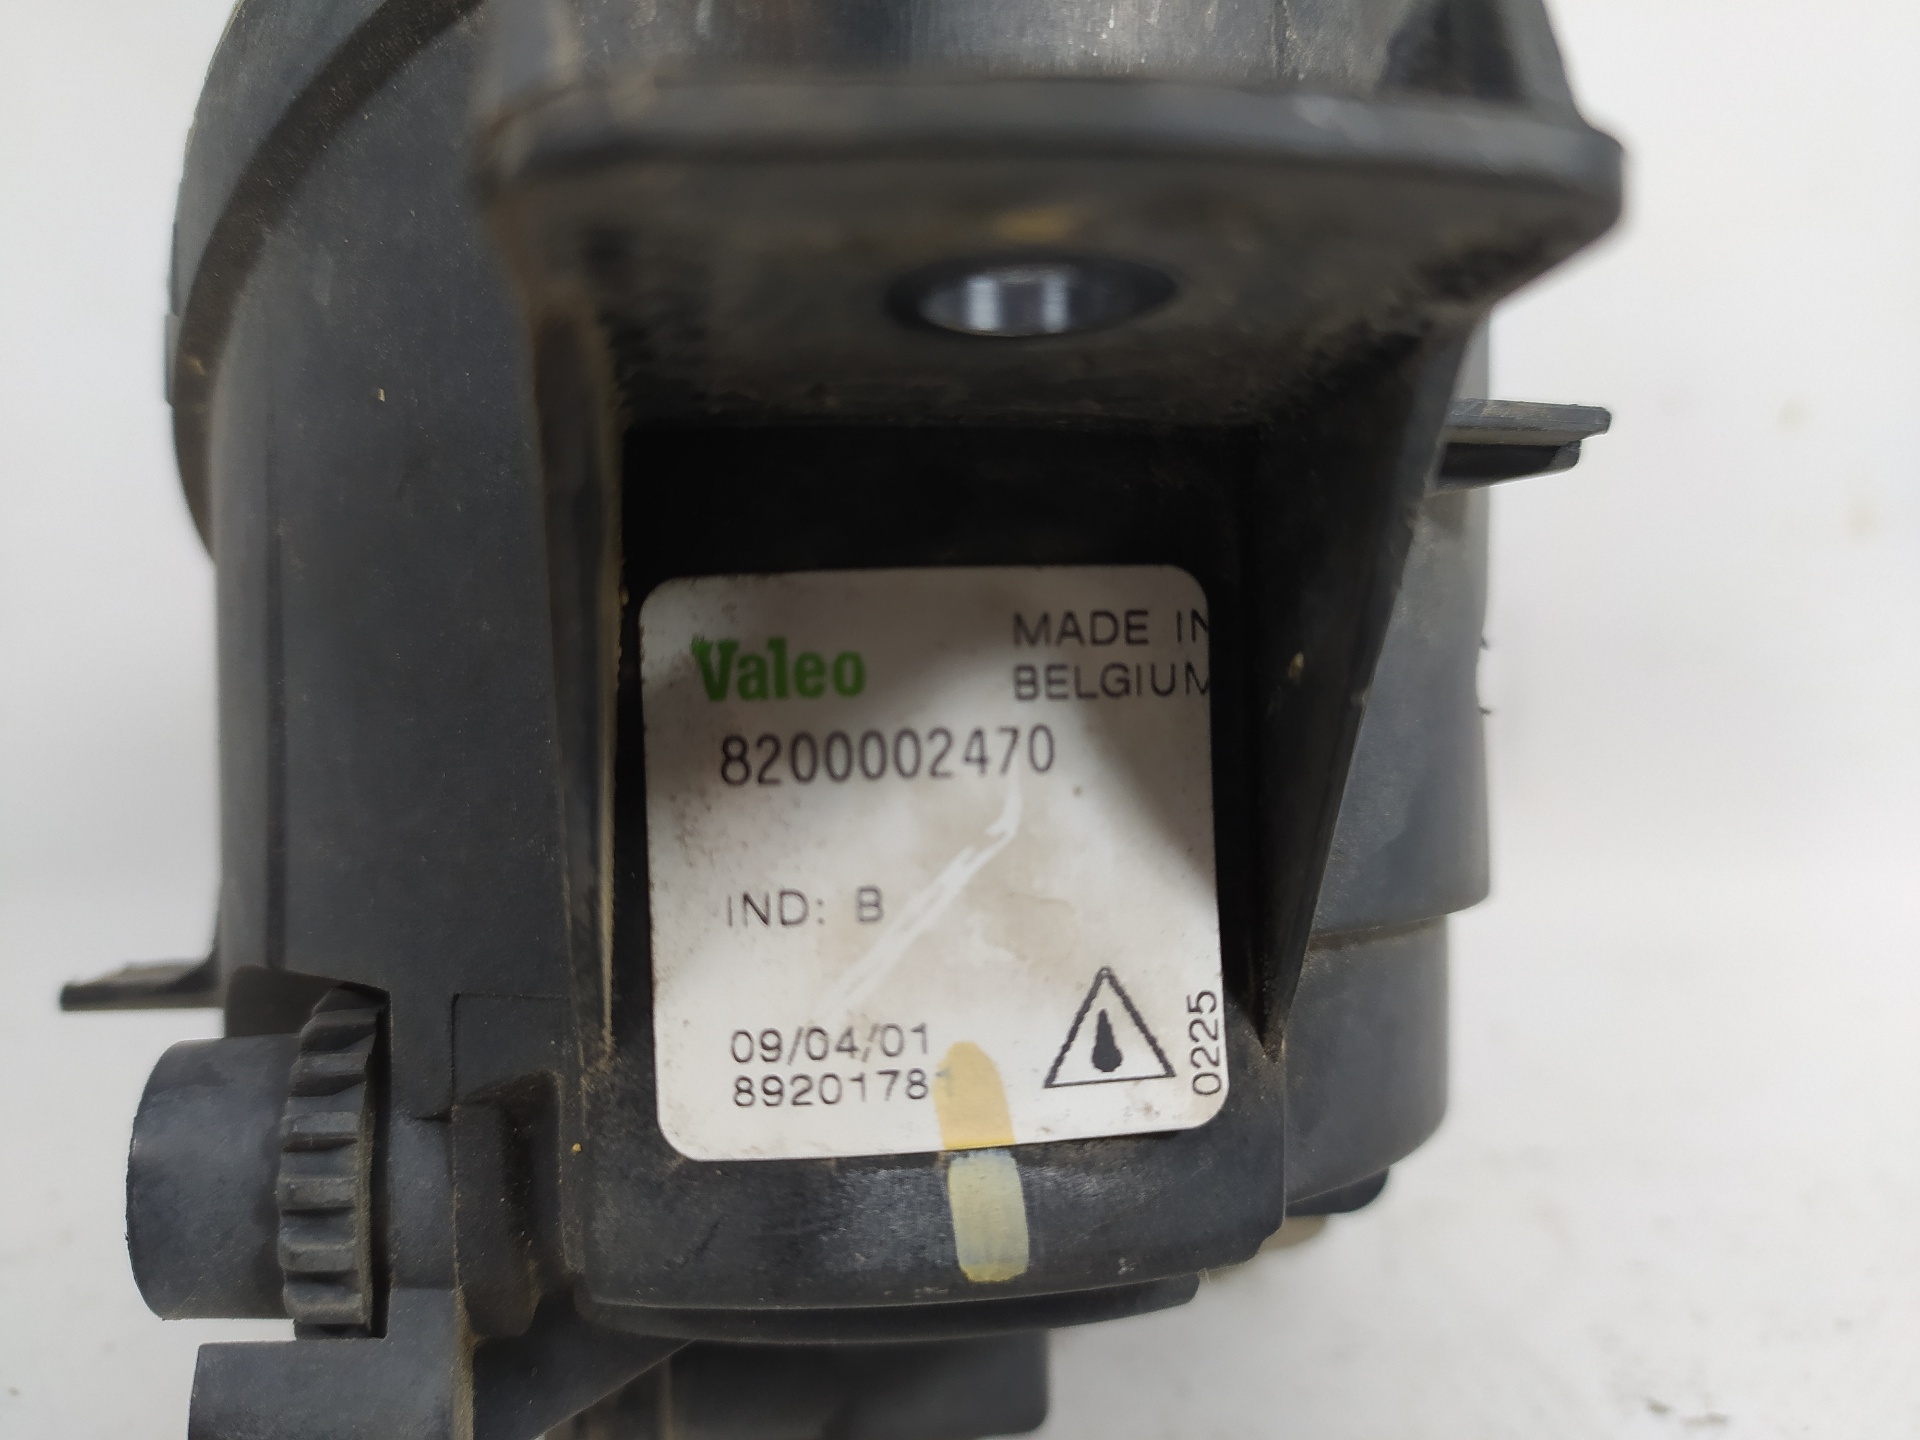 Valeo
MADE IN
BELGIUM
8200002470
IND: B
09/04/01
8920178
0225